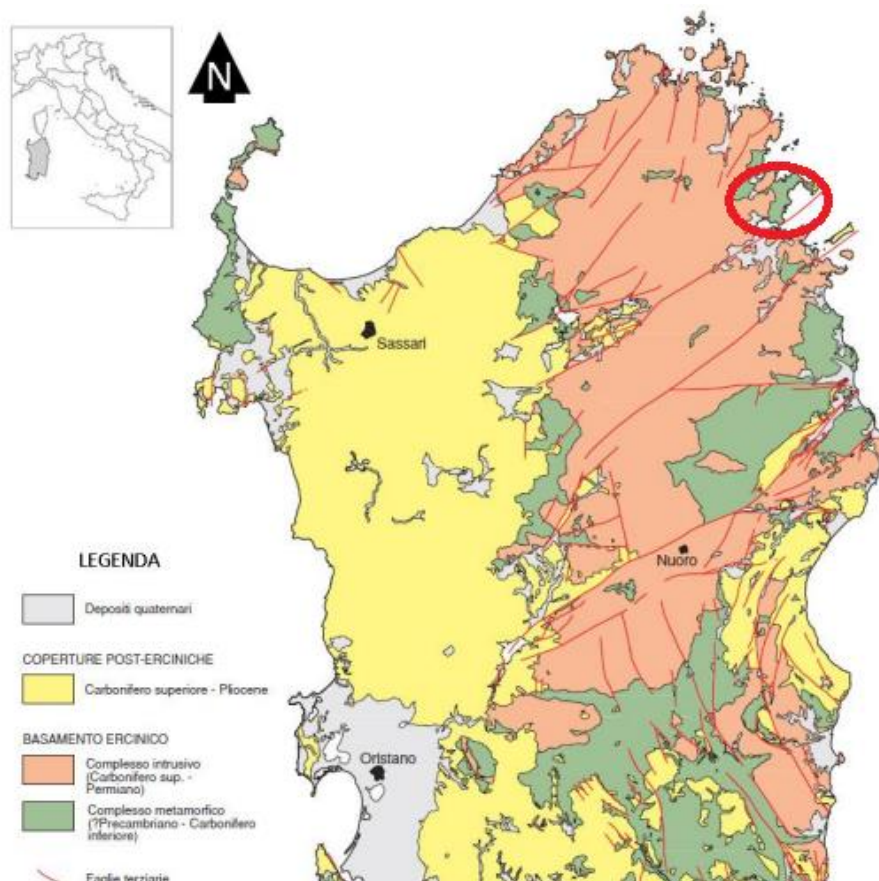 N
Sassari
Nuoro
Oristano
LEGENDA
Depositi quaternari
COPERTURE POST-ERCINICHE
Carbonifero superiore - Pliocene
BASAMENTO ERCINICO
Complesso intrusivo
(Carbonifero sup. -
Permiano)
Complesso metamorfico
(?Precambriano - Carbonifero
inferiore)
Faglie terziarie